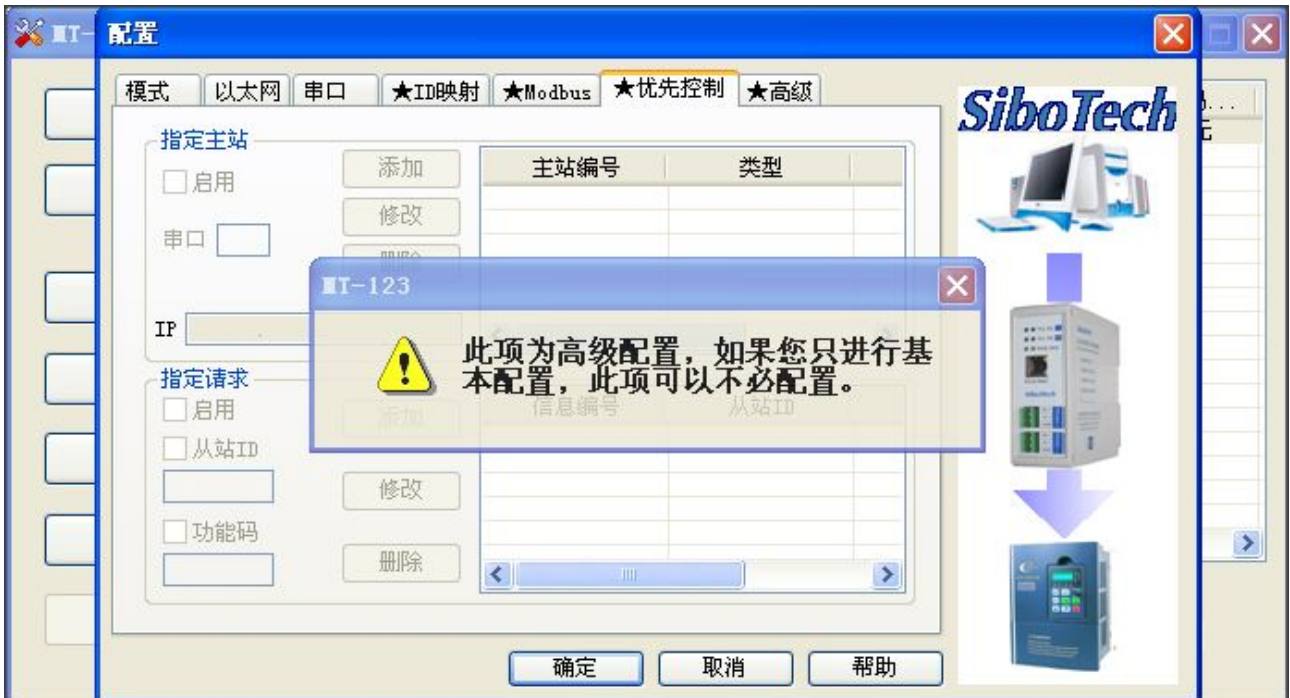 MT-
配置
模式 以太网 串口 ★ID映射 ★Modbus ★优先控制 ★高级
SiboTech
指定主站
启用
添加
主站编号 类型
修改
串口
删除
MT-123
IP
此项为高级配置，如果您只进行基
本配置，此项可以不必配置。
指定请求
启用
添加
信息编号 从站ID
从站ID
修改
功能码
删除
确定 取消 帮助